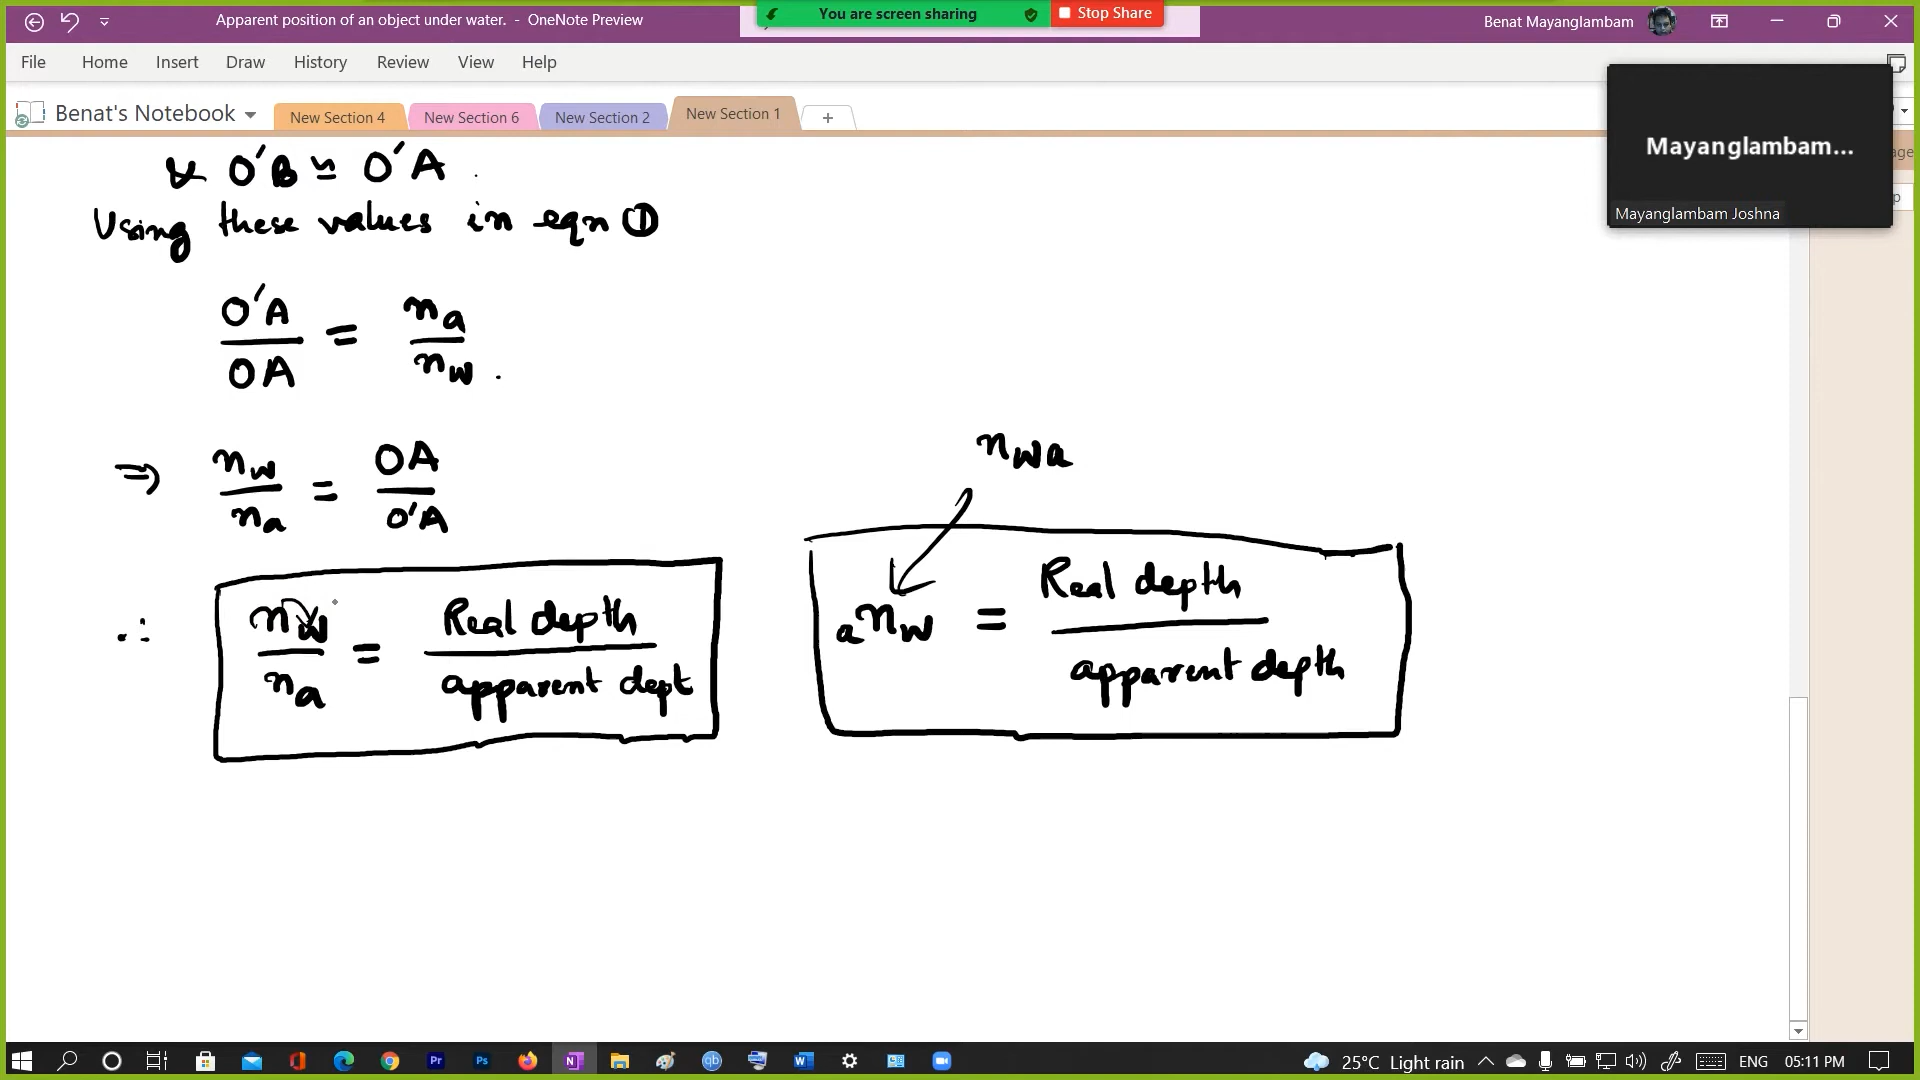 Apparent position of an object under water. - OneNote Preview
You are screen sharing
Stop Share
Benat Mayanglambam
File Home Insert Draw History Review View Help
Benat's Notebook
New Section 4
New Section 6
New Section 2
New Section 1
+
Mayanglambam...
Mayanglambam Joshna
age
p
& O'B ≃ O'A .
Using these values in eqn ①
O'A / OA = na / nw .
⇒ nw / na = OA / O'A
nwa
∴ nw / na = Real depth / apparent dept
anw = Real depth / apparent depth
25°C Light rain
ENG
05:11 PM